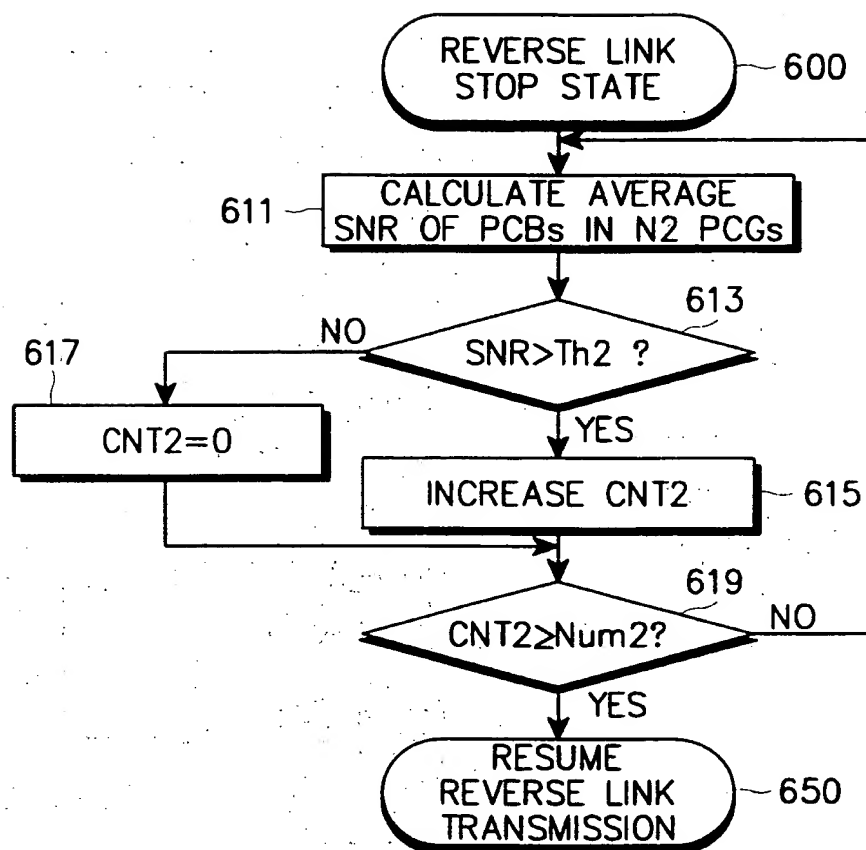 REVERSE LINK
STOP STATE
600
611
CALCULATE AVERAGE
SNR OF PCBs IN N2 PCGs
613
NO
SNR>Th2 ?
617
YES
CNT2=0
INCREASE CNT2
615
619
NO
CNT2≥Num2?
YES
RESUME
REVERSE LINK
TRANSMISSION
650